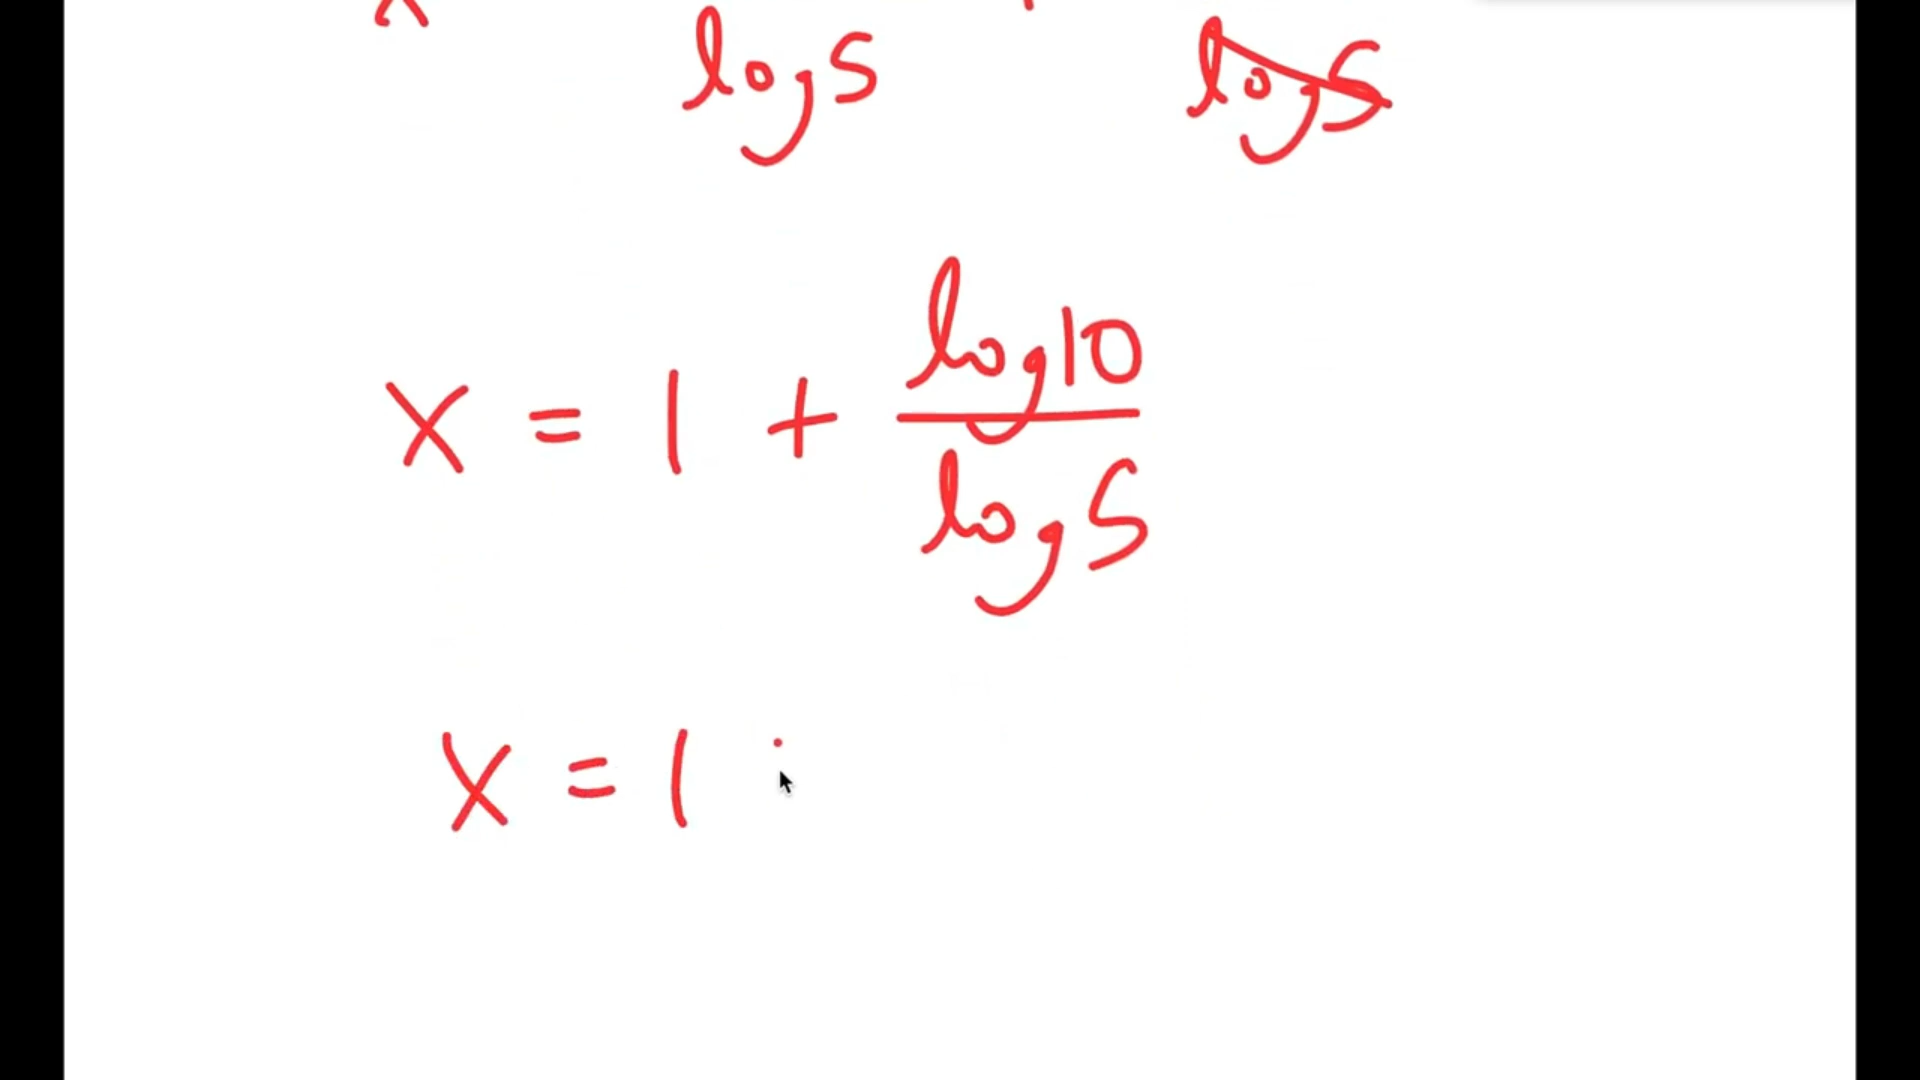 x log5 log5
x = 1 + log10/log5
x = 1